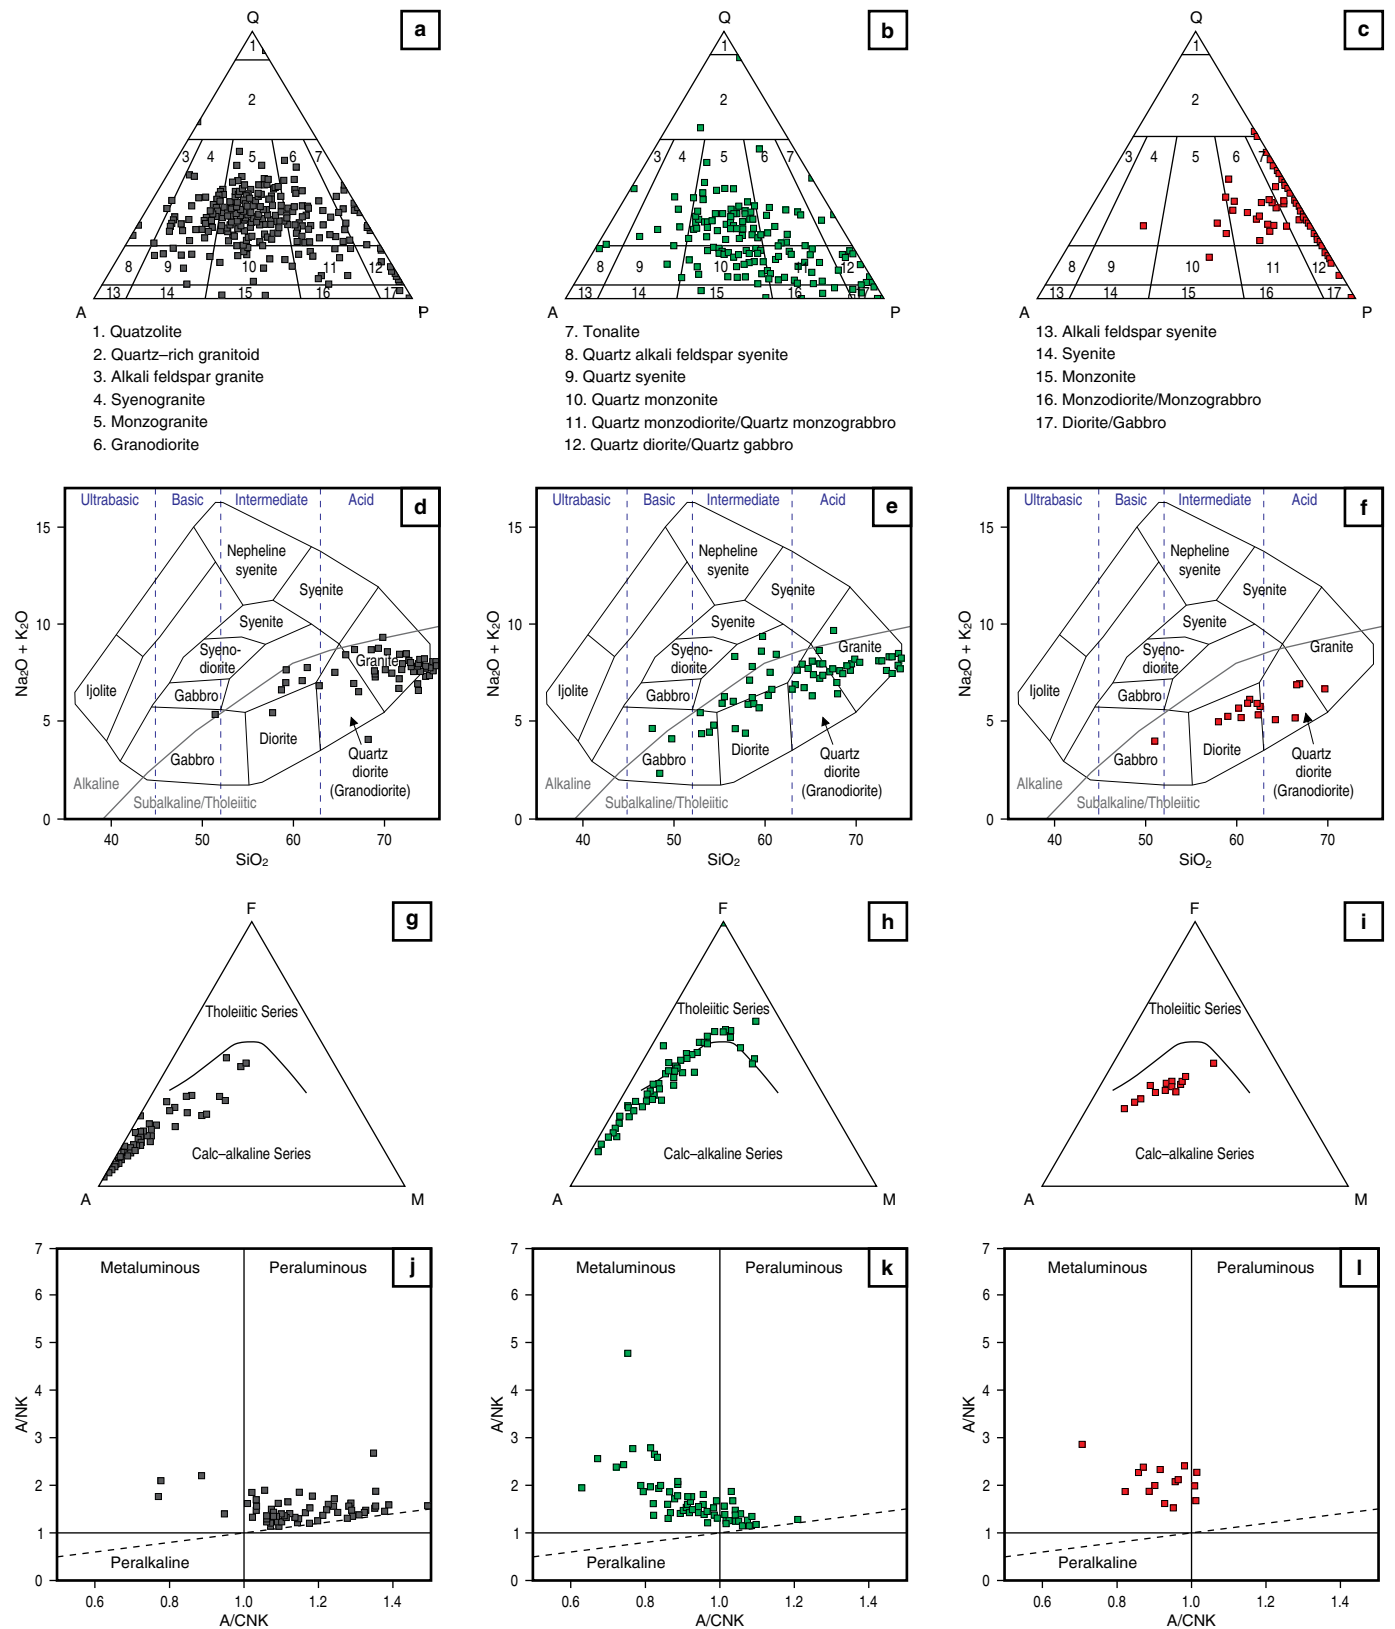 Q a Q b Q c
1 1 1
2 2 2
3 4 5 6 7 3 4 5 6 7 3 4 5 6 7
8 9 10 11 12 8 9 10 11 12 8 9 10 11 12
13 14 15 16 17 13 14 15 16 17 13 14 15 16 17
A P A P A P
1. Quatzolite
2. Quartz–rich granitoid
3. Alkali feldspar granite
4. Syenogranite
5. Monzogranite
6. Granodiorite
7. Tonalite
8. Quartz alkali feldspar syenite
9. Quartz syenite
10. Quartz monzonite
11. Quartz monzodiorite/Quartz monzograbbro
12. Quartz diorite/Quartz gabbro
13. Alkali feldspar syenite
14. Syenite
15. Monzonite
16. Monzodiorite/Monzograbbro
17. Diorite/Gabbro
d
Ultrabasic Basic Intermediate Acid
Na₂O + K₂O
15
10
5
0
Nepheline
syenite
Syenite
Syenite
Syeno-
diorite
Granite
Ijolite
Gabbro
Diorite
Gabbro
Quartz
diorite
(Granodiorite)
Alkaline
Subalkaline/Tholeiitic
40 50 60 70
SiO₂
e
Ultrabasic Basic Intermediate Acid
Na₂O + K₂O
15
10
5
0
Nepheline
syenite
Syenite
Syenite
Syeno-
diorite
Granite
Ijolite
Gabbro
Diorite
Gabbro
Quartz
diorite
(Granodiorite)
Alkaline
Subalkaline/Tholeiitic
40 50 60 70
SiO₂
f
Ultrabasic Basic Intermediate Acid
Na₂O + K₂O
15
10
5
0
Nepheline
syenite
Syenite
Syenite
Syeno-
diorite
Granite
Ijolite
Gabbro
Diorite
Gabbro
Quartz
diorite
(Granodiorite)
Alkaline
Subalkaline/Tholeiitic
40 50 60 70
SiO₂
F g
Tholeiitic Series
Calc–alkaline Series
A M
F h
Tholeiitic Series
Calc–alkaline Series
A M
F i
Tholeiitic Series
Calc–alkaline Series
A M
j
Metaluminous Peraluminous
A/NK
7
6
5
4
3
2
1
0
Peralkaline
0.6 0.8 1.0 1.2 1.4
A/CNK
k
Metaluminous Peraluminous
A/NK
7
6
5
4
3
2
1
0
Peralkaline
0.6 0.8 1.0 1.2 1.4
A/CNK
l
Metaluminous Peraluminous
A/NK
7
6
5
4
3
2
1
0
Peralkaline
0.6 0.8 1.0 1.2 1.4
A/CNK